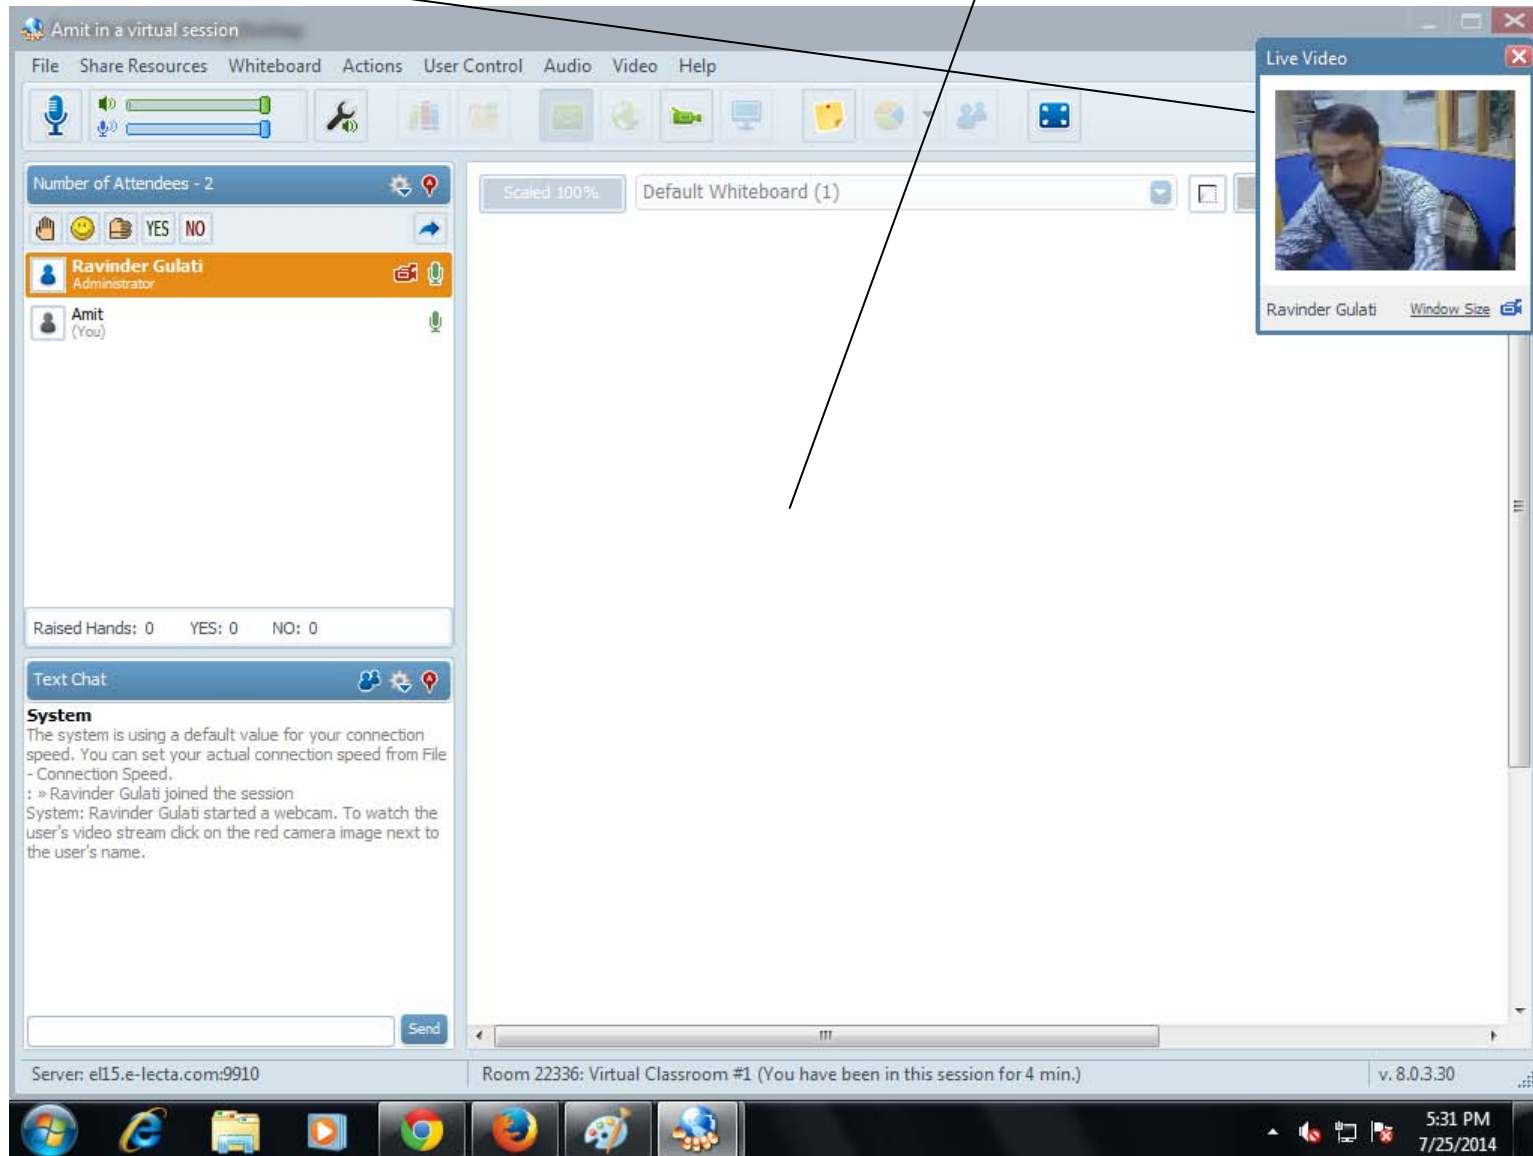 Amit in a virtual session
File Share Resources Whiteboard Actions User Control Audio Video Help
Number of Attendees - 2
YES NO
Ravinder Gulati
Administrator
Amit
(You)
Raised Hands: 0 YES: 0 NO: 0
Text Chat
System
The system is using a default value for your connection
speed. You can set your actual connection speed from File
- Connection Speed.
: » Ravinder Gulati joined the session
System: Ravinder Gulati started a webcam. To watch the
user's video stream click on the red camera image next to
the user's name.
Send
Scaled 100% Default Whiteboard (1)
Live Video
Ravinder Gulati Window Size
Server: el15.e-lecta.com:9910 Room 22336: Virtual Classroom #1 (You have been in this session for 4 min.) v. 8.0.3.30
5:31 PM
7/25/2014